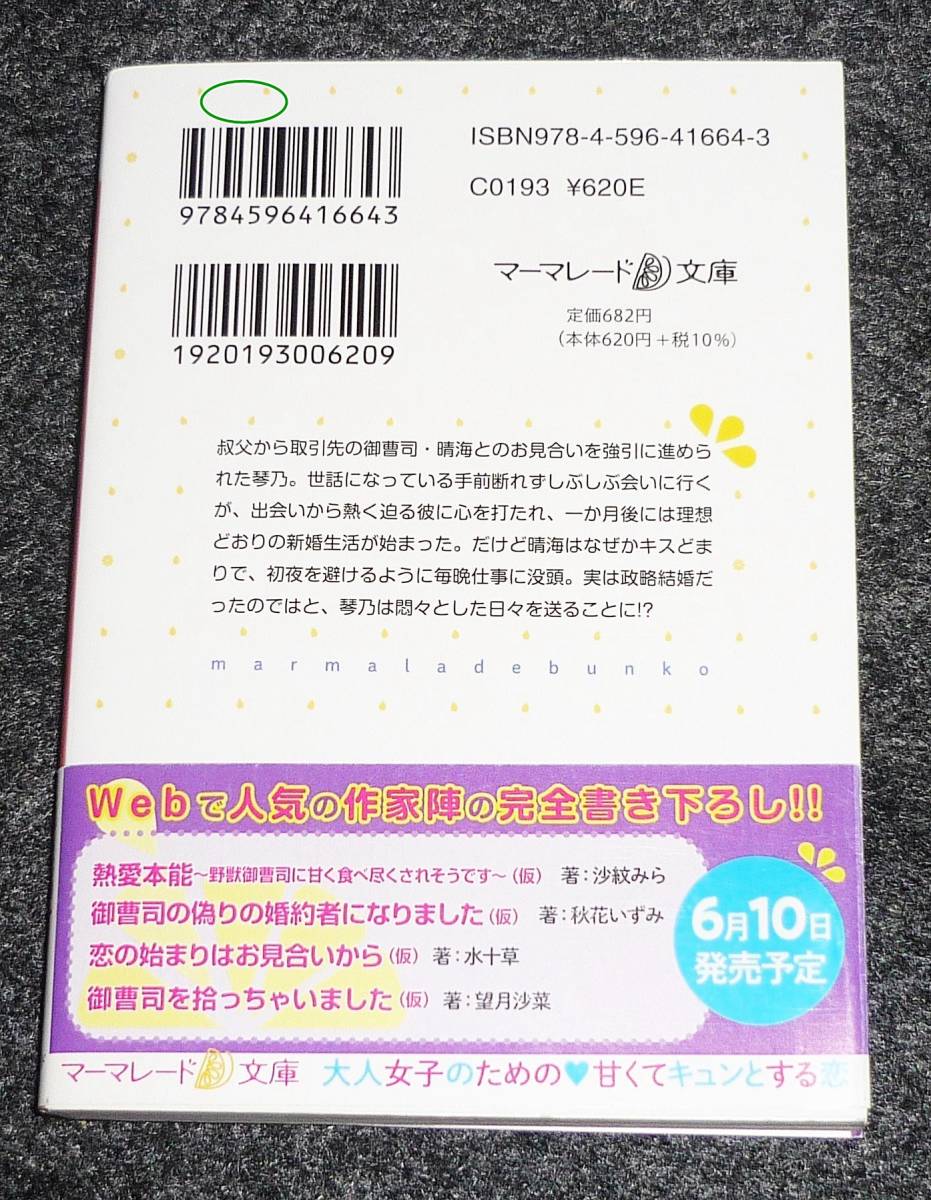 ISBN978-4-596-41664-3
C0193 ¥620E
9784596416643
マーマレード文庫
定価682円
(本体620円+税10%)
1920193006209
叔父から取引先の御曹司・晴海とのお見合いを強引に進めら
れた琴乃。世話になっている手前断れずしぶしぶ会いに行く
が、出会いから熱く迫る彼に心を打たれ、一か月後には理想
どおりの新婚生活が始まった。だけど晴海はなぜかキスどま
りで、初夜を避けるように毎晩仕事に没頭。実は政略結婚だ
ったのではと、琴乃は悶々とした日々を送ることに!?
marmaladebunko
Webで人気の作家陣の完全書き下ろし!!
熱愛本能～野獣御曹司に甘く食べ尽くされそうです～(仮) 著:沙紋みら
御曹司の偽りの婚約者になりました(仮) 著:秋花いずみ
恋の始まりはお見合いから(仮) 著:水十草
御曹司を拾っちゃいました(仮) 著:望月沙菜
6月10日
発売予定
マーマレード文庫 大人女子のための♥甘くてキュンとする恋